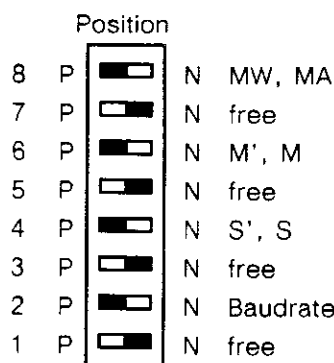 Position
8 P N MW, MA
7 P N free
6 P N M', M
5 P N free
4 P N S', S
3 P N free
2 P N Baudrate
1 P N free